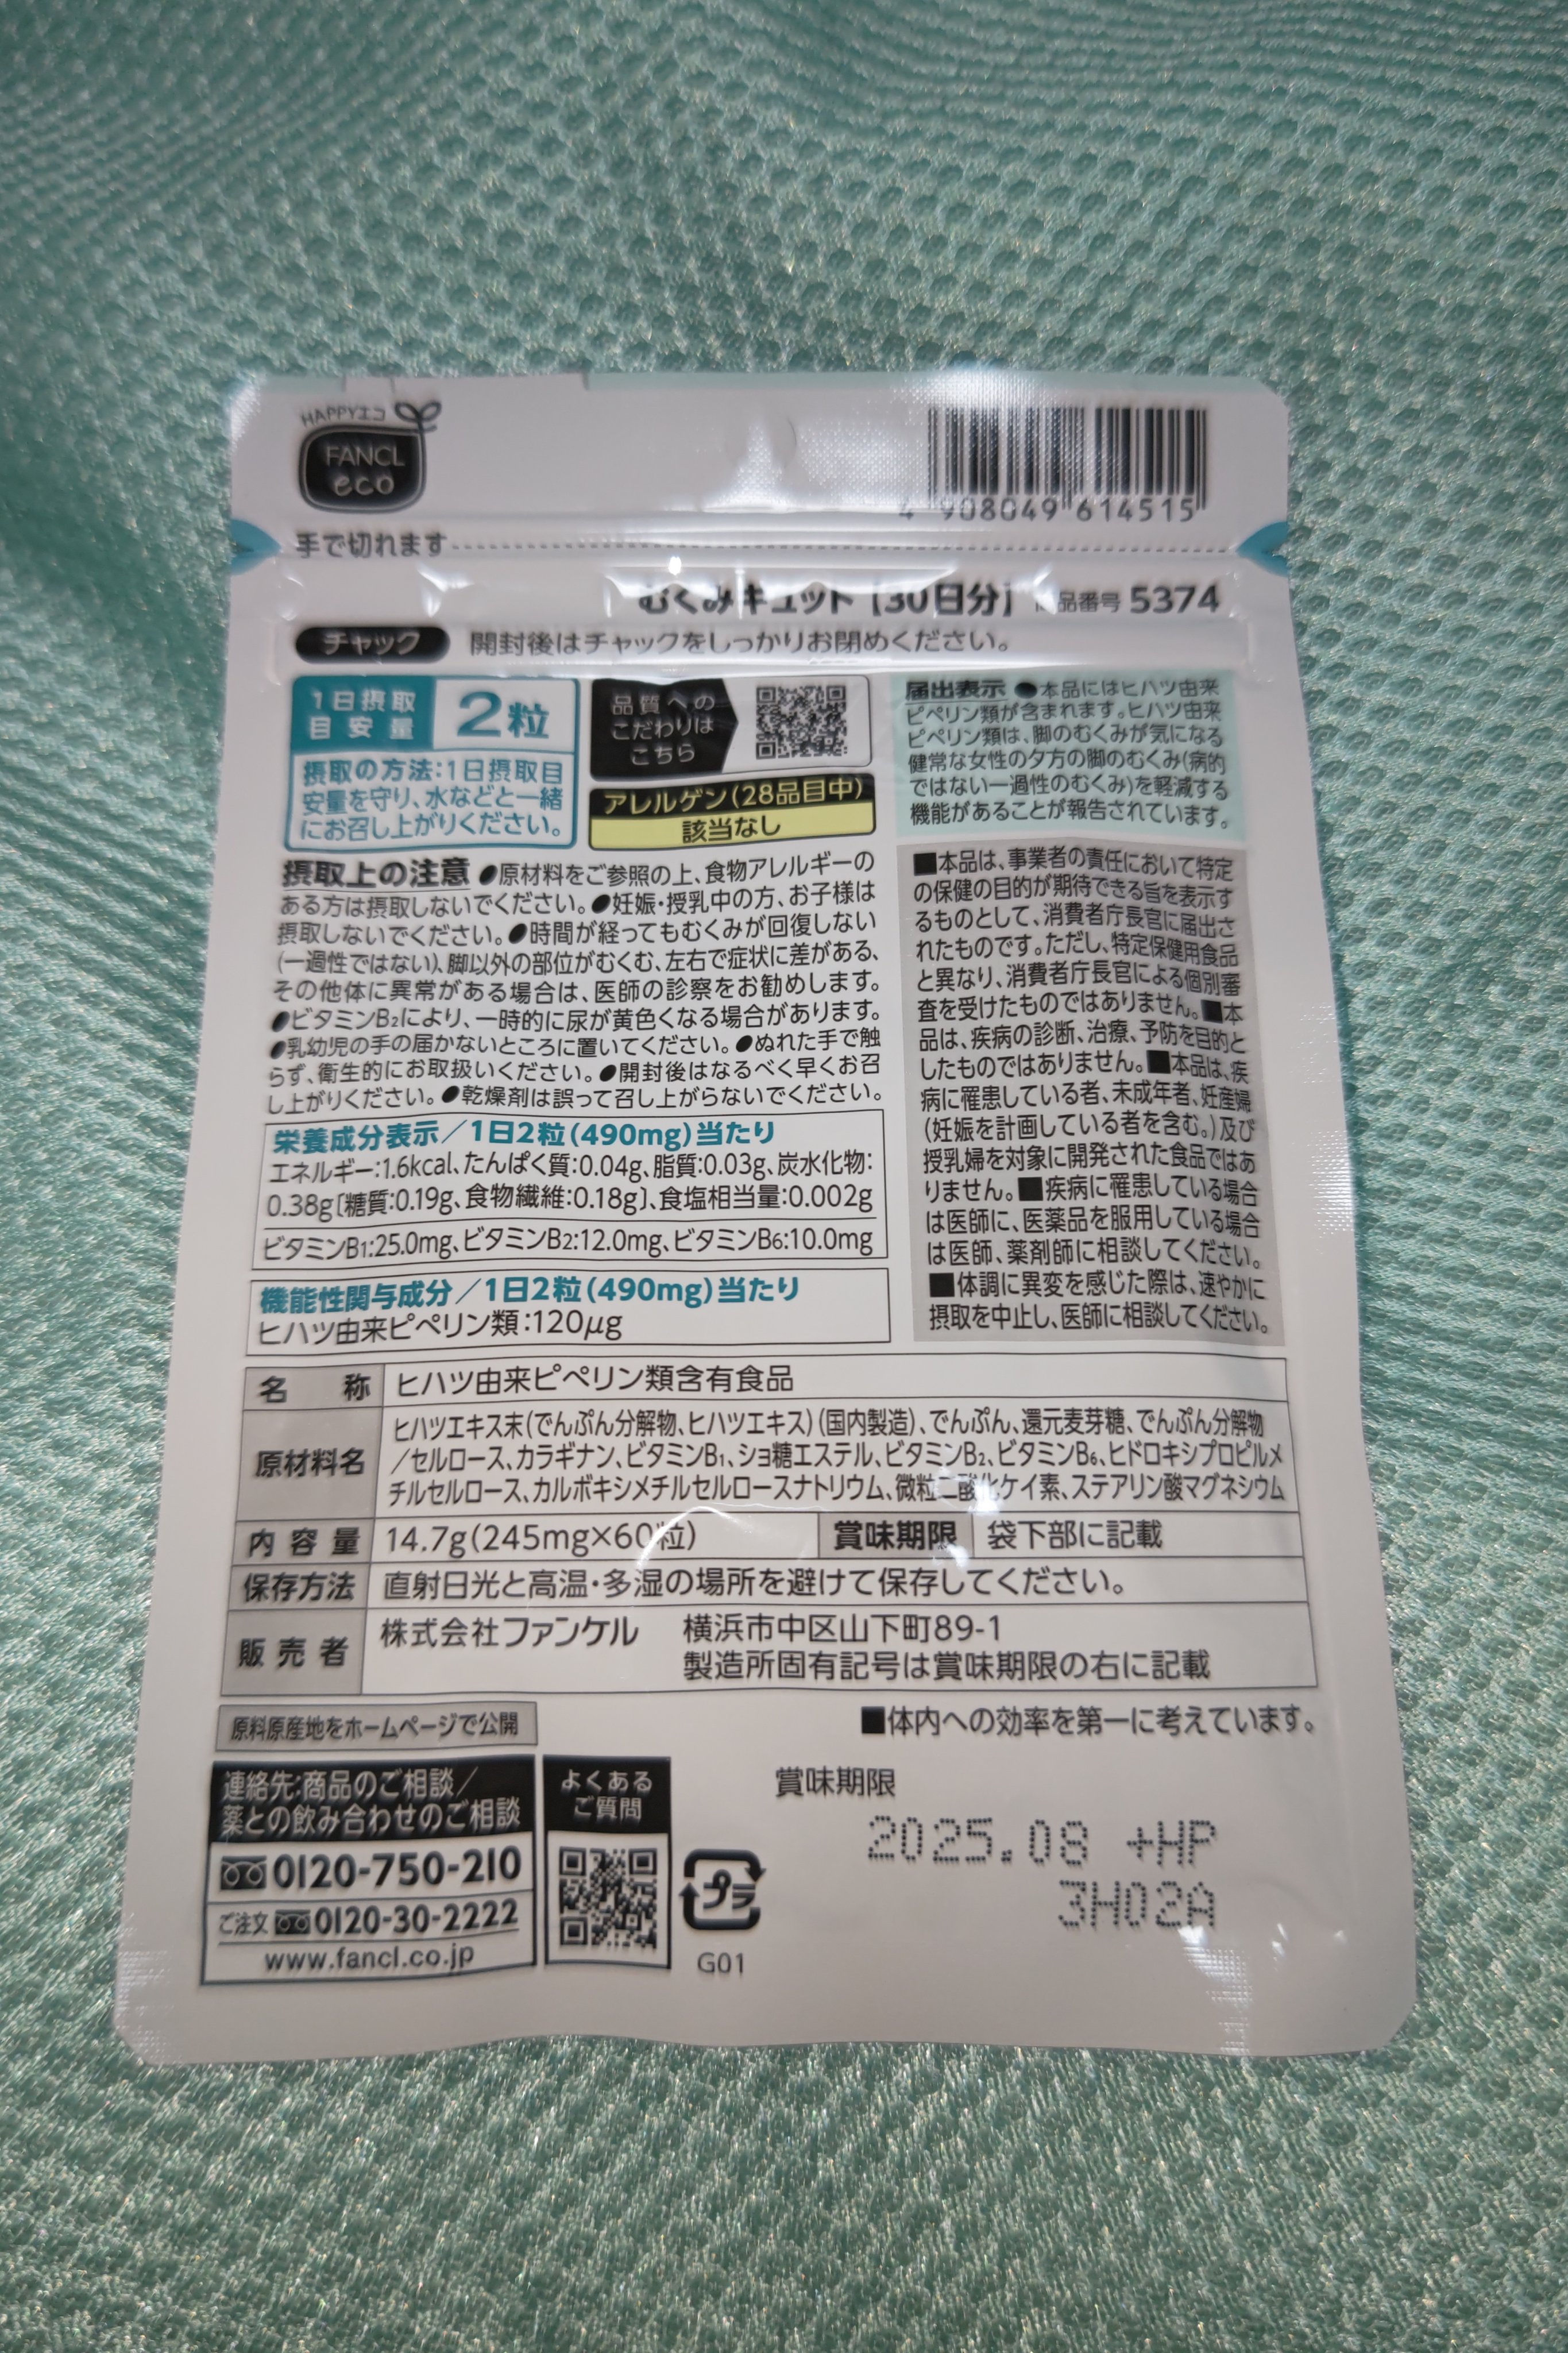 HAPPYエコ
FANCL
eco
4 908049 614515
手で切れます
むくみキュット【30日分】 品番号 5374
チャック 開封後はチャックをしっかりお閉めください。
1日摂取
目安量
2粒
摂取の方法:1日摂取目
安量を守り、水などと一緒
にお召し上がりください。
品質への
こだわりは
こちら
アレルゲン(28品目中)
該当なし
届出表示 ●本品にはヒハツ由来
ピペリン類が含まれます。ヒハツ由来
ピペリン類は、脚のむくみが気になる
健常な女性の夕方の脚のむくみ(病的
ではない一過性のむくみ)を軽減する
機能があることが報告されています。
摂取上の注意 ●原材料をご参照の上、食物アレルギーの
ある方は摂取しないでください。●妊娠・授乳中の方、お子様は
摂取しないでください。●時間が経ってもむくみが回復しない
(一過性ではない)、脚以外の部位がむくむ、左右で症状に差がある、
その他体に異常がある場合は、医師の診察をお勧めします。
●ビタミンB2により、一時的に尿が黄色くなる場合があります。
●乳幼児の手の届かないところに置いてください。●ぬれた手で触
らず、衛生的にお取扱いください。●開封後はなるべく早くお召
し上がりください。●乾燥剤は誤って召し上がらないでください。
■本品は、事業者の責任において特定
の保健の目的が期待できる旨を表示す
るものとして、消費者庁長官に届出さ
れたものです。ただし、特定保健用食品
と異なり、消費者庁長官による個別審
査を受けたものではありません。■本
品は、疾病の診断、治療、予防を目的と
したものではありません。■本品は、疾
病に罹患している者、未成年者、妊産婦
(妊娠を計画している者を含む。)及び
授乳婦を対象に開発された食品ではあ
りません。■疾病に罹患している場合
は医師に、医薬品を服用している場合
は医師、薬剤師に相談してください。
■体調に異変を感じた際は、速やかに
摂取を中止し、医師に相談してください。
栄養成分表示／1日2粒(490mg)当たり
エネルギー:1.6kcal、たんぱく質:0.04g、脂質:0.03g、炭水化物:
0.38g〔糖質:0.19g、食物繊維:0.18g〕、食塩相当量:0.002g
ビタミンB1:25.0mg、ビタミンB2:12.0mg、ビタミンB6:10.0mg
機能性関与成分／1日2粒(490mg)当たり
ヒハツ由来ピペリン類:120μg
名称 ヒハツ由来ピペリン類含有食品
原材料名
ヒハツエキス末(でんぷん分解物、ヒハツエキス)(国内製造)、でんぷん、還元麦芽糖、でんぷん分解物
／セルロース、カラギナン、ビタミンB1、ショ糖エステル、ビタミンB2、ビタミンB6、ヒドロキシプロピルメ
チルセルロース、カルボキシメチルセルロースナトリウム、微粒二酸化ケイ素、ステアリン酸マグネシウム
内容量 14.7g(245mg×60粒) 賞味期限 袋下部に記載
保存方法 直射日光と高温・多湿の場所を避けて保存してください。
販売者 株式会社ファンケル 横浜市中区山下町89-1
製造所固有記号は賞味期限の右に記載
原料原産地をホームページで公開
■体内への効率を第一に考えています。
連絡先:商品のご相談／
薬との飲み合わせのご相談
0120-750-210
ご注文 0120-30-2222
www.fancl.co.jp
よくある
ご質問
プラ
G01
賞味期限
2025.08 +HP
3H02A